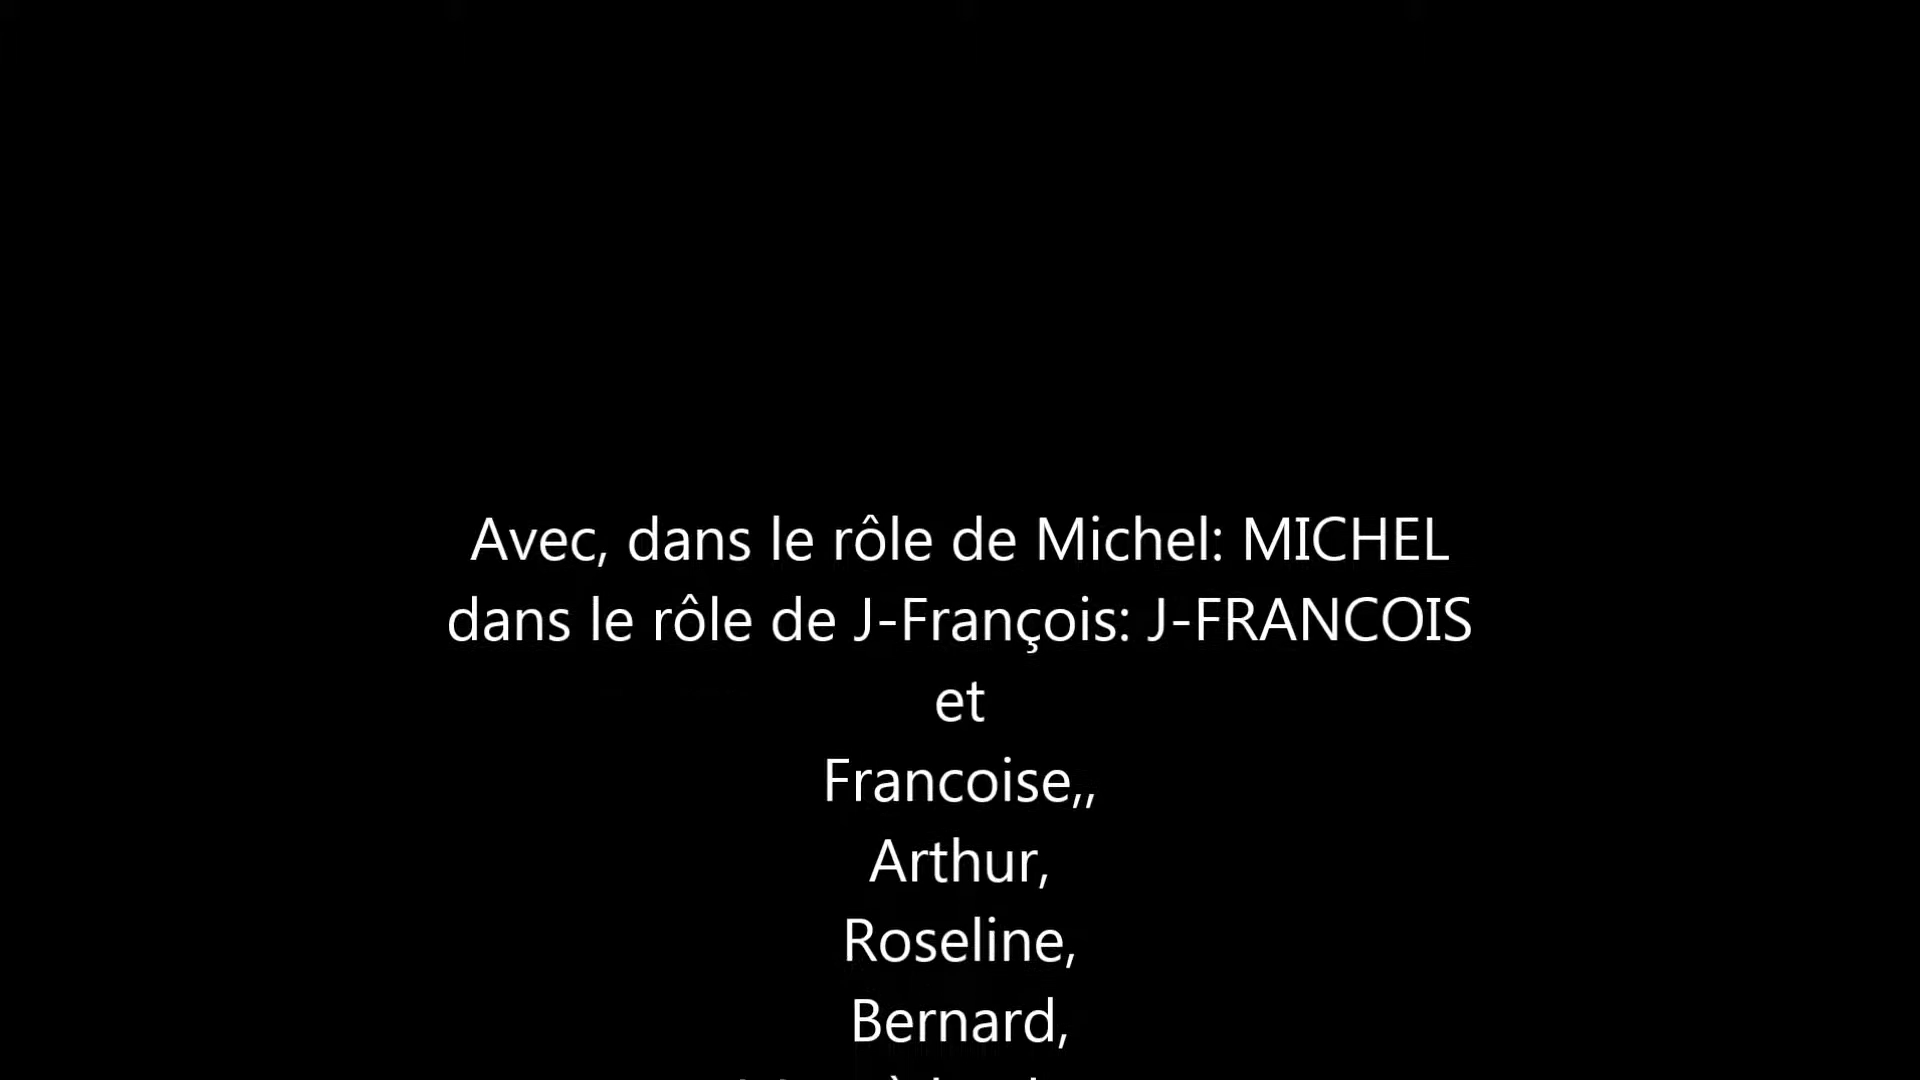 Avec, dans le rôle de Michel: MICHEL
dans le rôle de J-François: J-FRANCOIS
et
Francoise,,
Arthur,
Roseline,
Bernard,